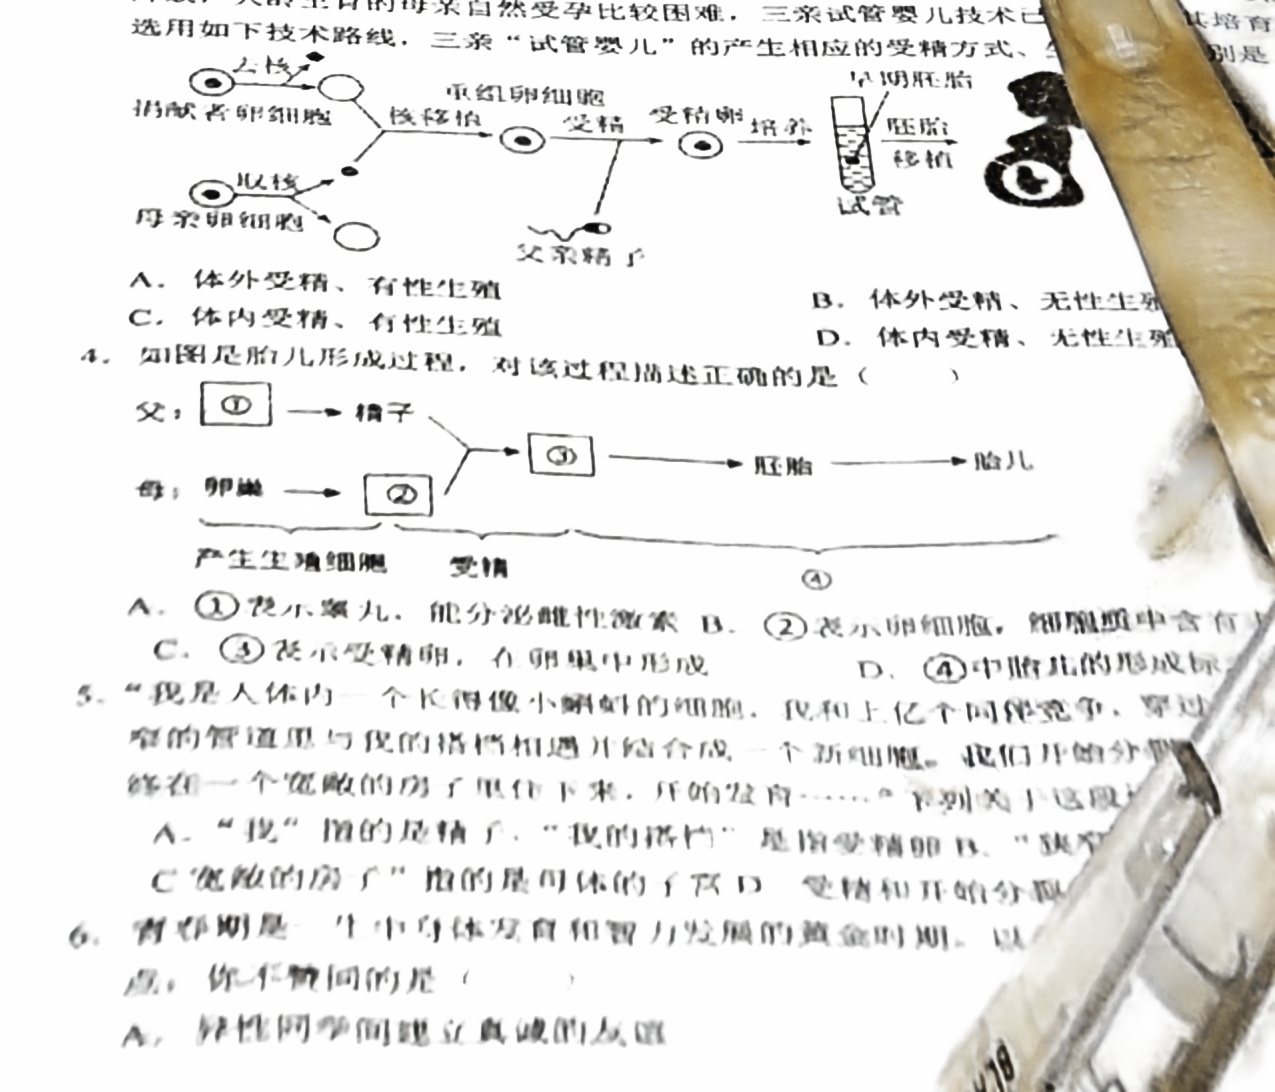 的母亲自然受孕比较困难，三亲试管婴儿技术已 其培育
选用如下技术路线．三亲“试管婴儿”的产生相应的受精方式、 别是
去核
捐献者卵细胞
取核
母亲卵细胞
核移植
重组卵细胞
受精
父亲精子
受精卵
培养
早期胚胎
试管
胚胎
移植
A．体外受精、有性生殖
B．体外受精、无性生殖
C．体内受精、有性生殖
D．体内受精、无性生殖
4．如图是胎儿形成过程，对该过程描述正确的是（ ）
父： ① 精子
③ 胚胎 胎儿
母： 卵巢 ②
产生生殖细胞 受精 ④
A．①表示睾丸，能分泌雌性激素 B．②表示卵细胞，细胞质中含有
C．③表示受精卵，在卵巢中形成 D．④中胎儿的形成标
5．“我是人体内一个长得像小蝌蚪的细胞，我和上亿个同伴竞争，穿过
窄的管道里与我的搭档相遇并结合成一个新细胞。我们开始分
终在一个宽敞的房子里住下来，开始发育……”下列关于这段
A．“我”指的是精子，“我的搭档”是指受精卵 B．“狭窄
C “宽敞的房子”指的是母体的子宫 D 受精和开始分裂
6．青春期是一生中身体发育和智力发展的黄金时期。以
点，你不赞同的是（ ）
A．异性同学间建立真诚的友谊